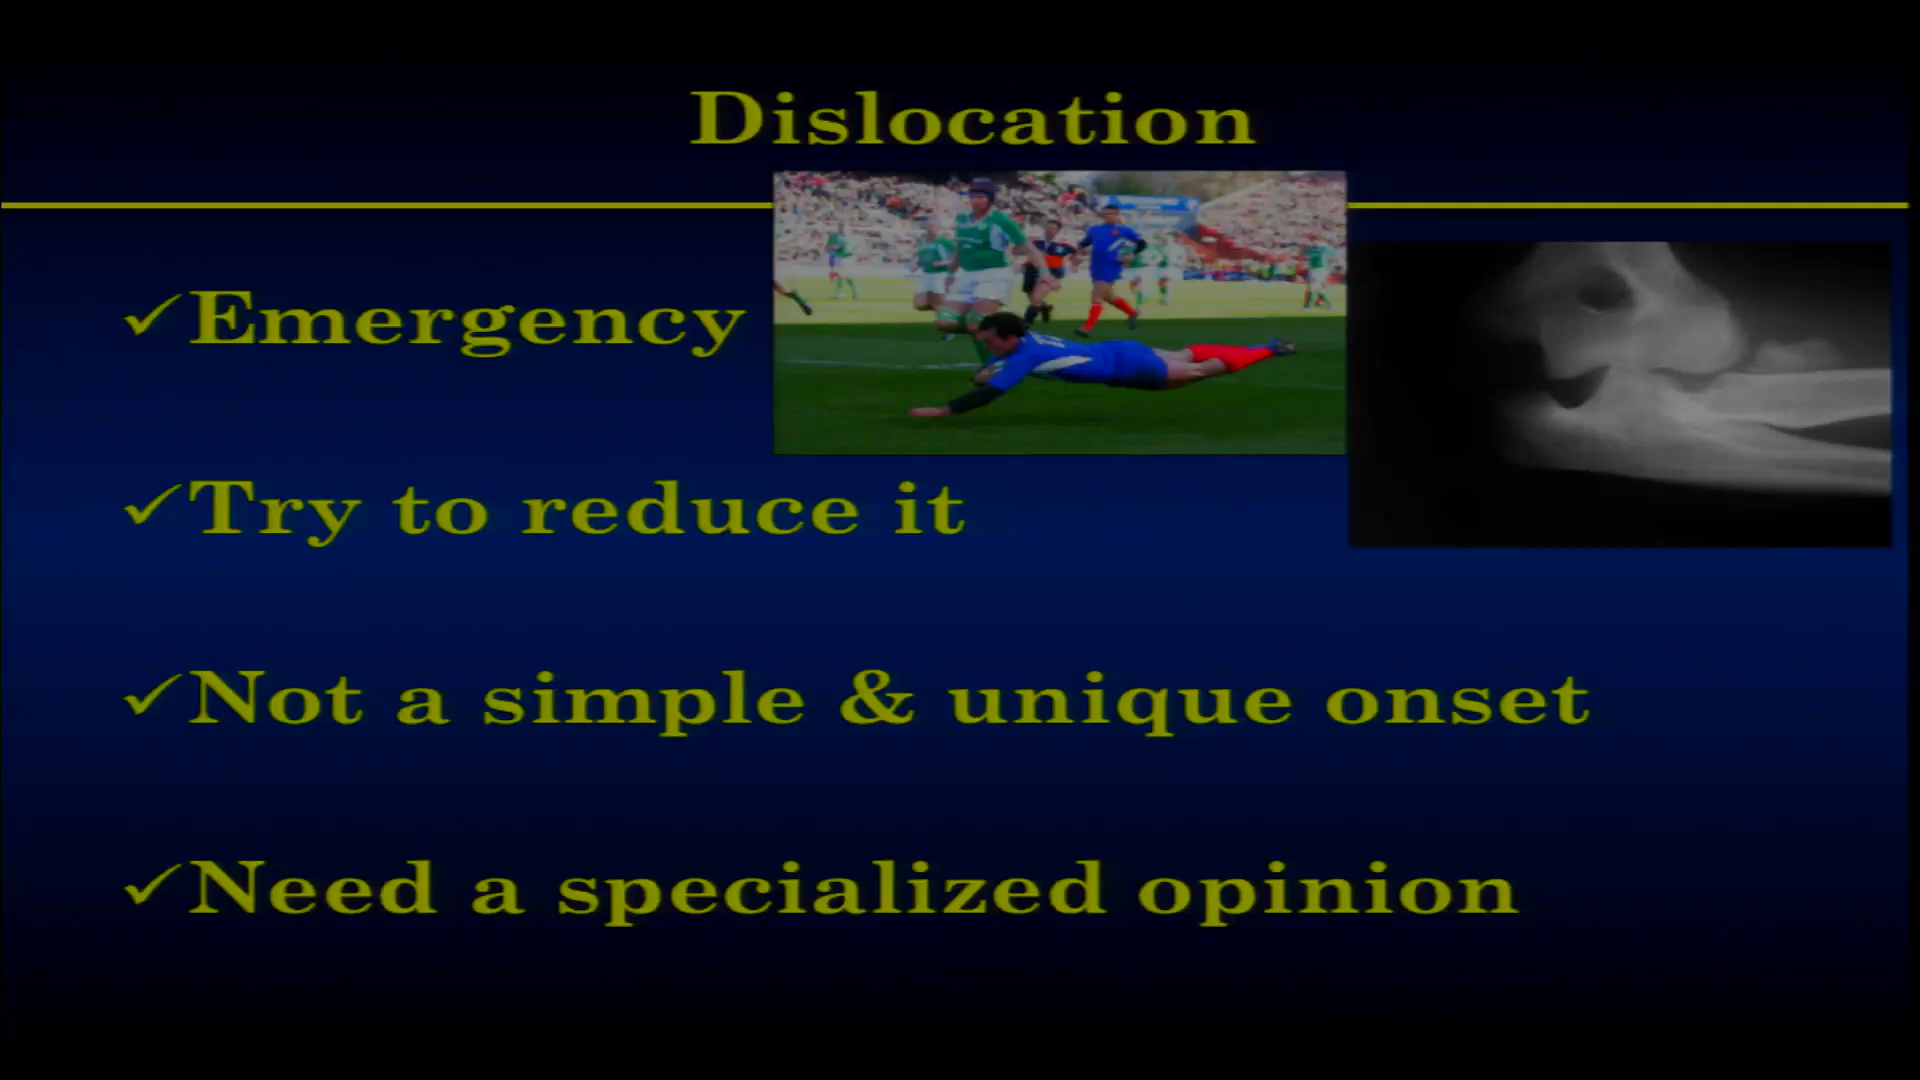 Dislocation
✓Emergency
✓Try to reduce it
✓Not a simple & unique onset
✓Need a specialized opinion